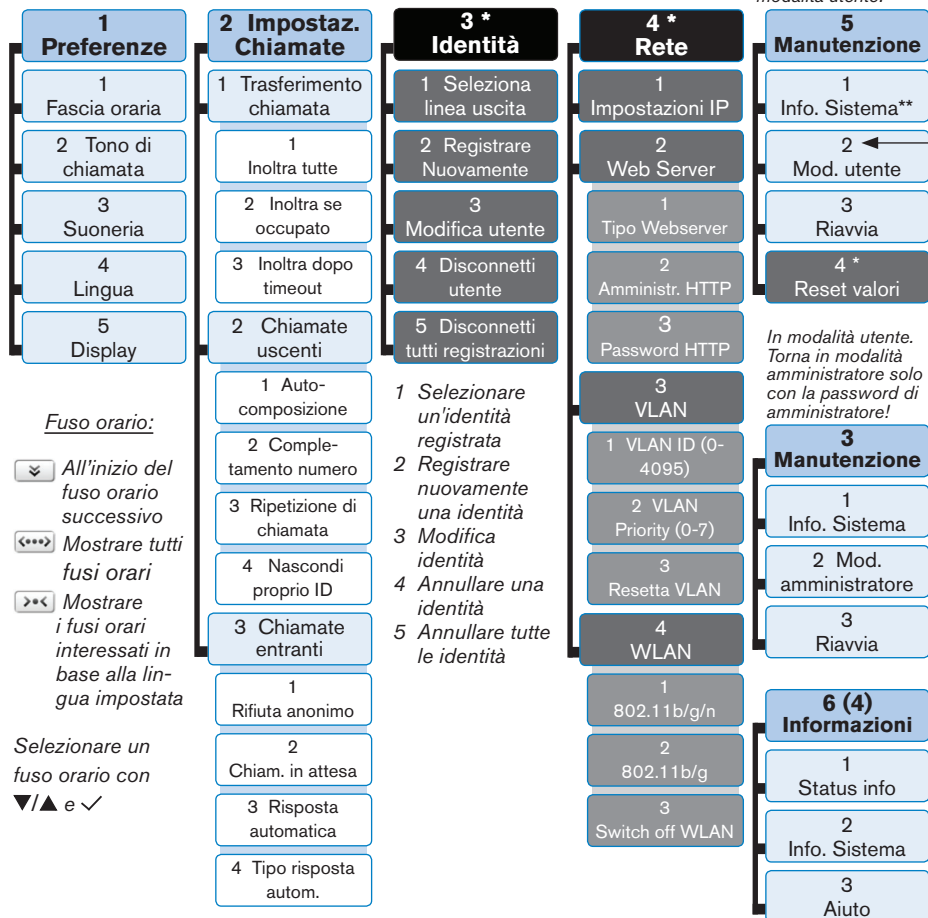 modalità utente.
1
Preferenze
1
Fascia oraria
2 Tono di
chiamata
3
Suoneria
4
Lingua
5
Display
Fuso orario:
All'inizio del
fuso orario
successivo
Mostrare tutti
fusi orari
Mostrare
i fusi orari
interessati in
base alla lin-
gua impostata
Selezionare un
fuso orario con
▼/▲ e ✓
2 Impostaz.
Chiamate
1 Trasferimento
chiamata
1
Inoltra tutte
2 Inoltra se
occupato
3 Inoltra dopo
timeout
2 Chiamate
uscenti
1 Auto-
composizione
2 Comple-
tamento numero
3 Ripetizione di
chiamata
4 Nascondi
proprio ID
3 Chiamate
entranti
1
Rifiuta anonimo
2
Chiam. in attesa
3 Risposta
automatica
4 Tipo risposta
autom.
3 *
Identità
1 Seleziona
linea uscita
2 Registrare
Nuovamente
3
Modifica utente
4 Disconnetti
utente
5 Disconnetti
tutti registrazioni
1 Selezionare
un'identità
registrata
2 Registrare
nuovamente
una identità
3 Modifica
identità
4 Annullare una
identità
5 Annullare tutte
le identità
4 *
Rete
1
Impostazioni IP
2
Web Server
1
Tipo Webserver
2
Amministr. HTTP
3
Password HTTP
3
VLAN
1 VLAN ID (0-
4095)
2 VLAN
Priority (0-7)
3
Resetta VLAN
4
WLAN
1
802.11b/g/n
2
802.11b/g
3
Switch off WLAN
5
Manutenzione
1
Info. Sistema**
2
Mod. utente
3
Riavvia
4 *
Reset valori
In modalità utente.
Torna in modalità
amministratore solo
con la password di
amministratore!
3
Manutenzione
1
Info. Sistema
2 Mod.
amministratore
3
Riavvia
6 (4)
Informazioni
1
Status info
2
Info. Sistema
3
Aiuto